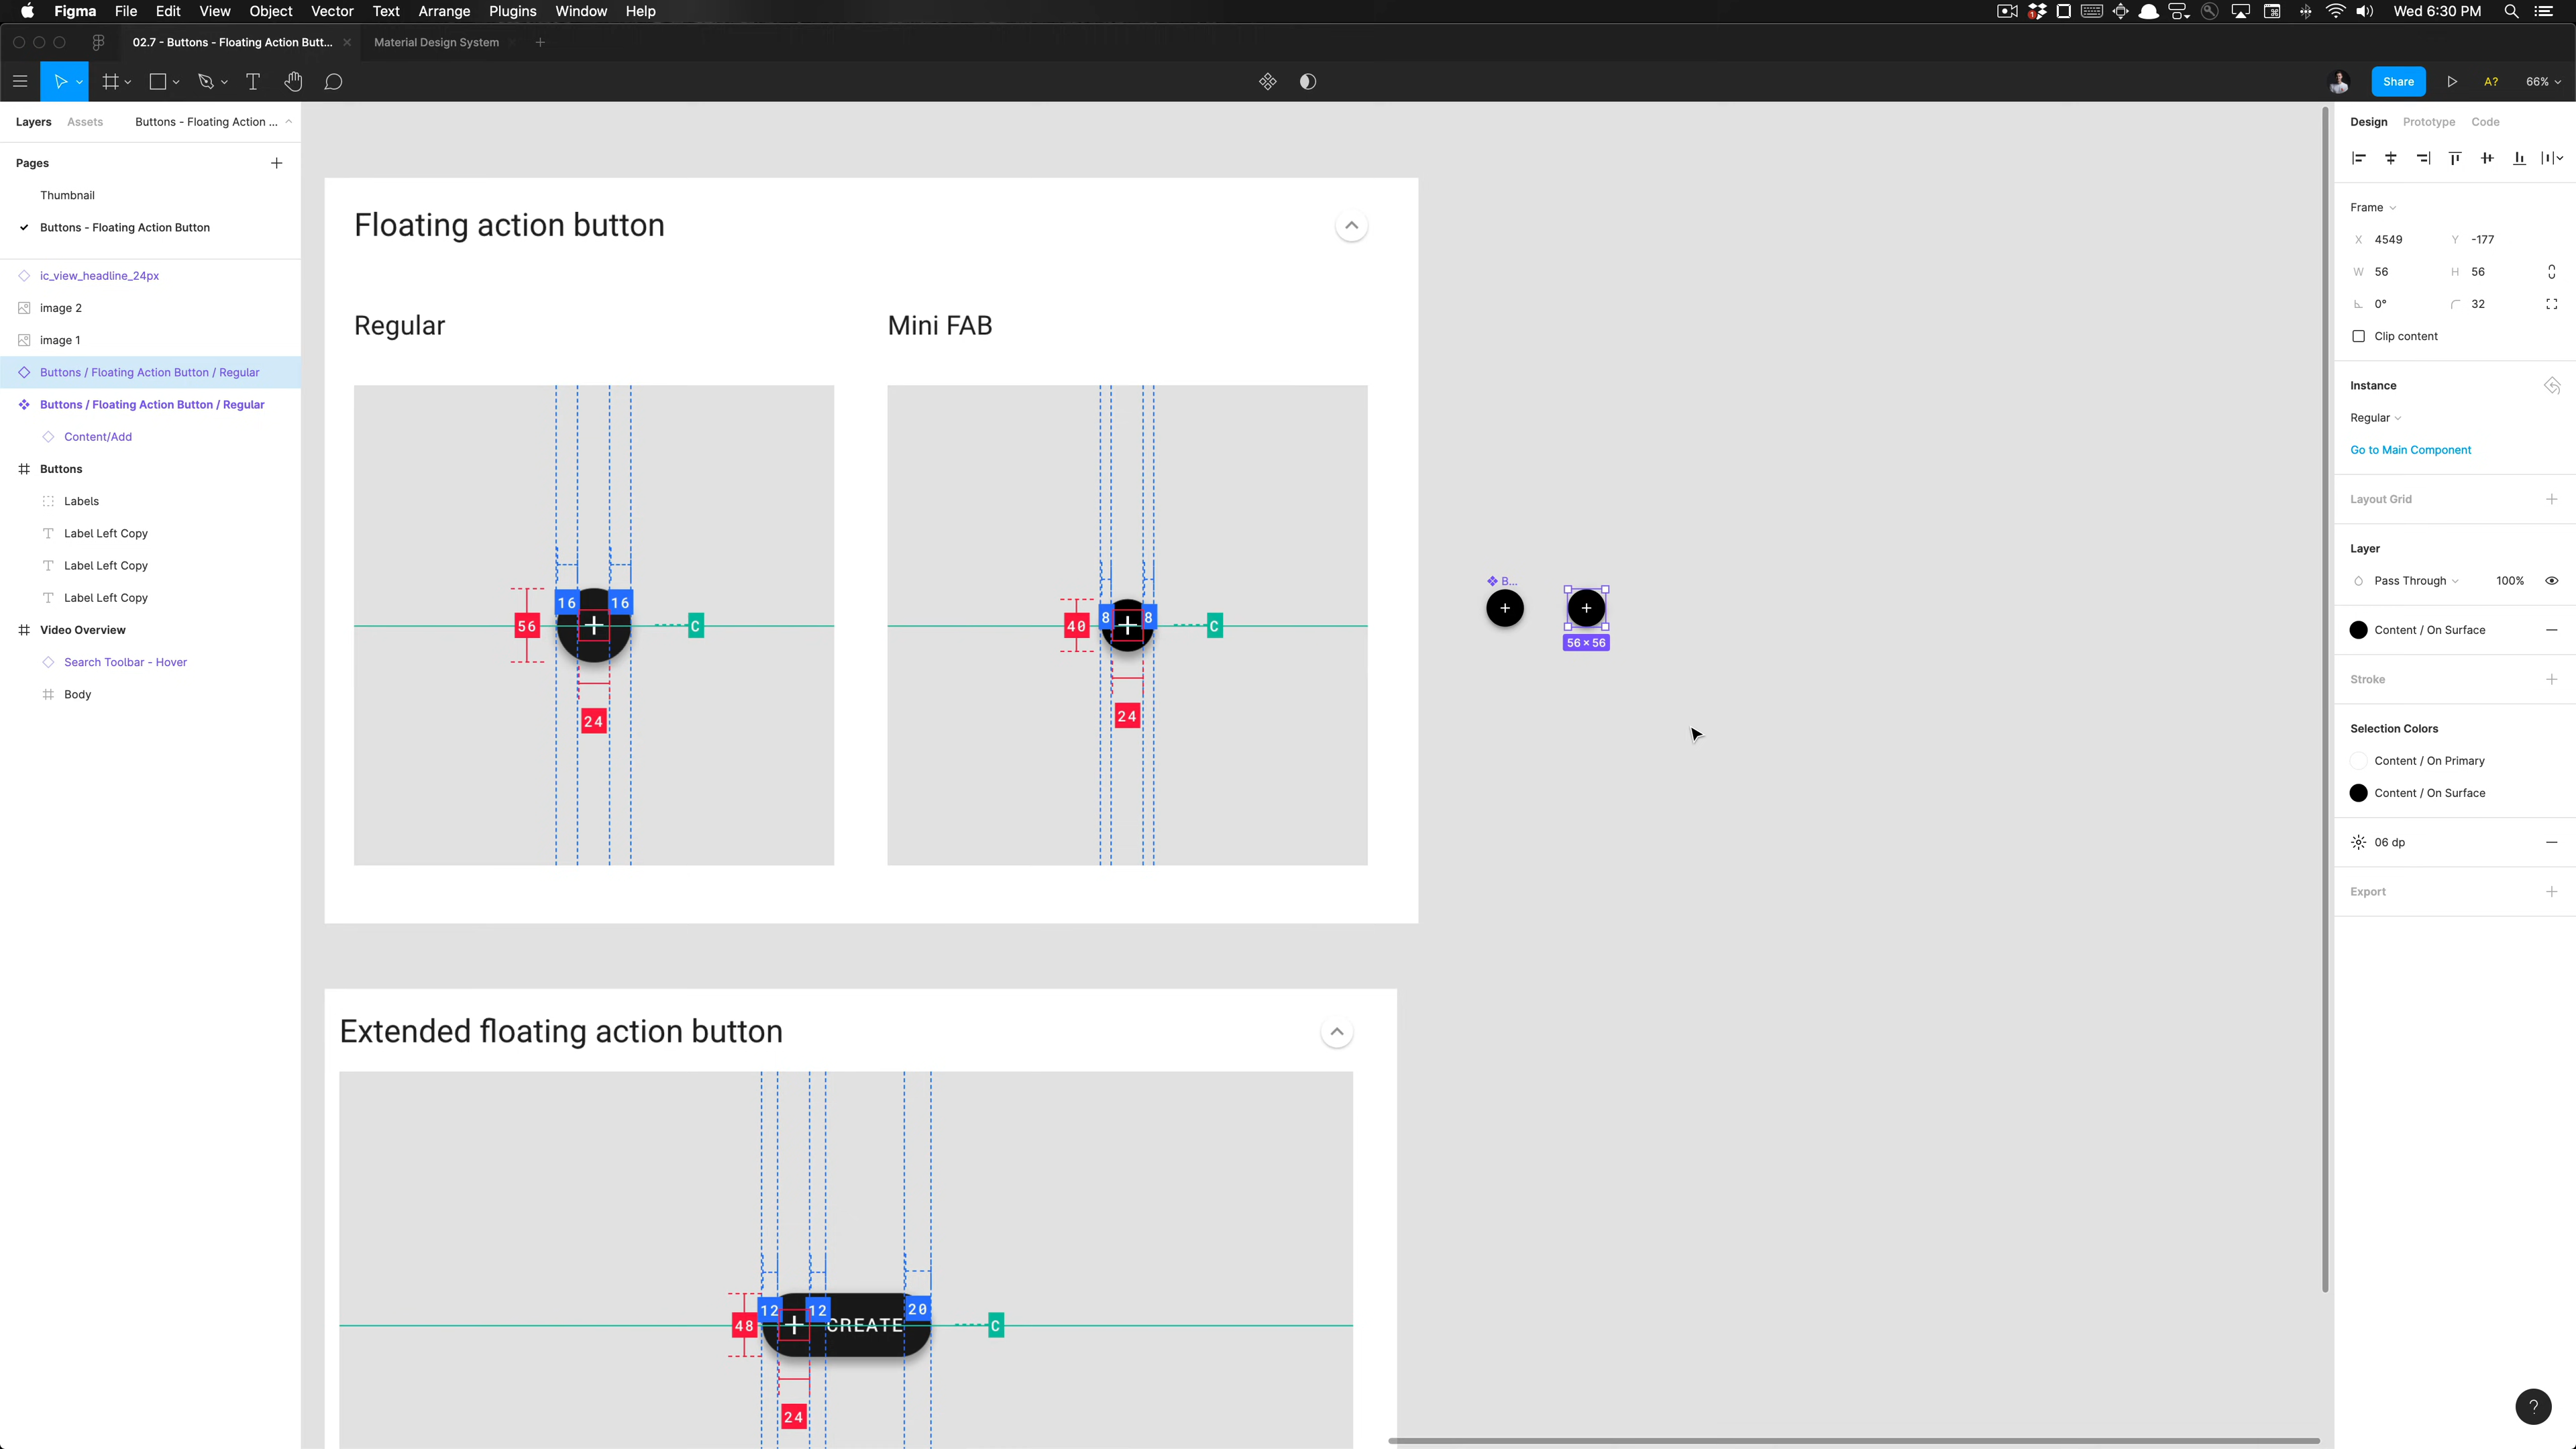 Figma File Edit View Object Vector Text Arrange Plugins Window Help Wed 6:30 PM
02.7 - Buttons - Floating Action Butt... Material Design System
Share A? 66%
Layers Assets Buttons - Floating Action ...
Pages
Thumbnail
Buttons - Floating Action Button
ic_view_headline_24px
image 2
image 1
Buttons / Floating Action Button / Regular
Buttons / Floating Action Button / Regular
Content/Add
Buttons
Labels
Label Left Copy
Label Left Copy
Label Left Copy
Video Overview
Search Toolbar - Hover
Body
Floating action button
Regular
Mini FAB
16 16
56
C
24
8 8
40
C
24
B...
56 × 56
Extended floating action button
12 12 20
48
CREATE
C
24
Design Prototype Code
Frame
X 4549 Y -177
W 56 H 56
0° 32
Clip content
Instance
Regular
Go to Main Component
Layout Grid
Layer
Pass Through 100%
Content / On Surface
Stroke
Selection Colors
Content / On Primary
Content / On Surface
06 dp
Export
?